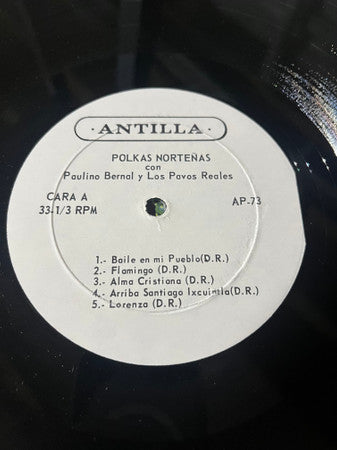 · ANTILLA ·
POLKAS NORTEÑAS
con
Paulino Bernal y Los Pavos Reales
CARA A AP-73
33-1/3 RPM
1.- Baile en mi Pueblo(D.R.)
2.- Flamingo (D.R.)
3.- Alma Cristiana (D.R.)
4.- Arriba Santiago Ixcuimtla(D.R.)
5.- Lorenza (D.R.)